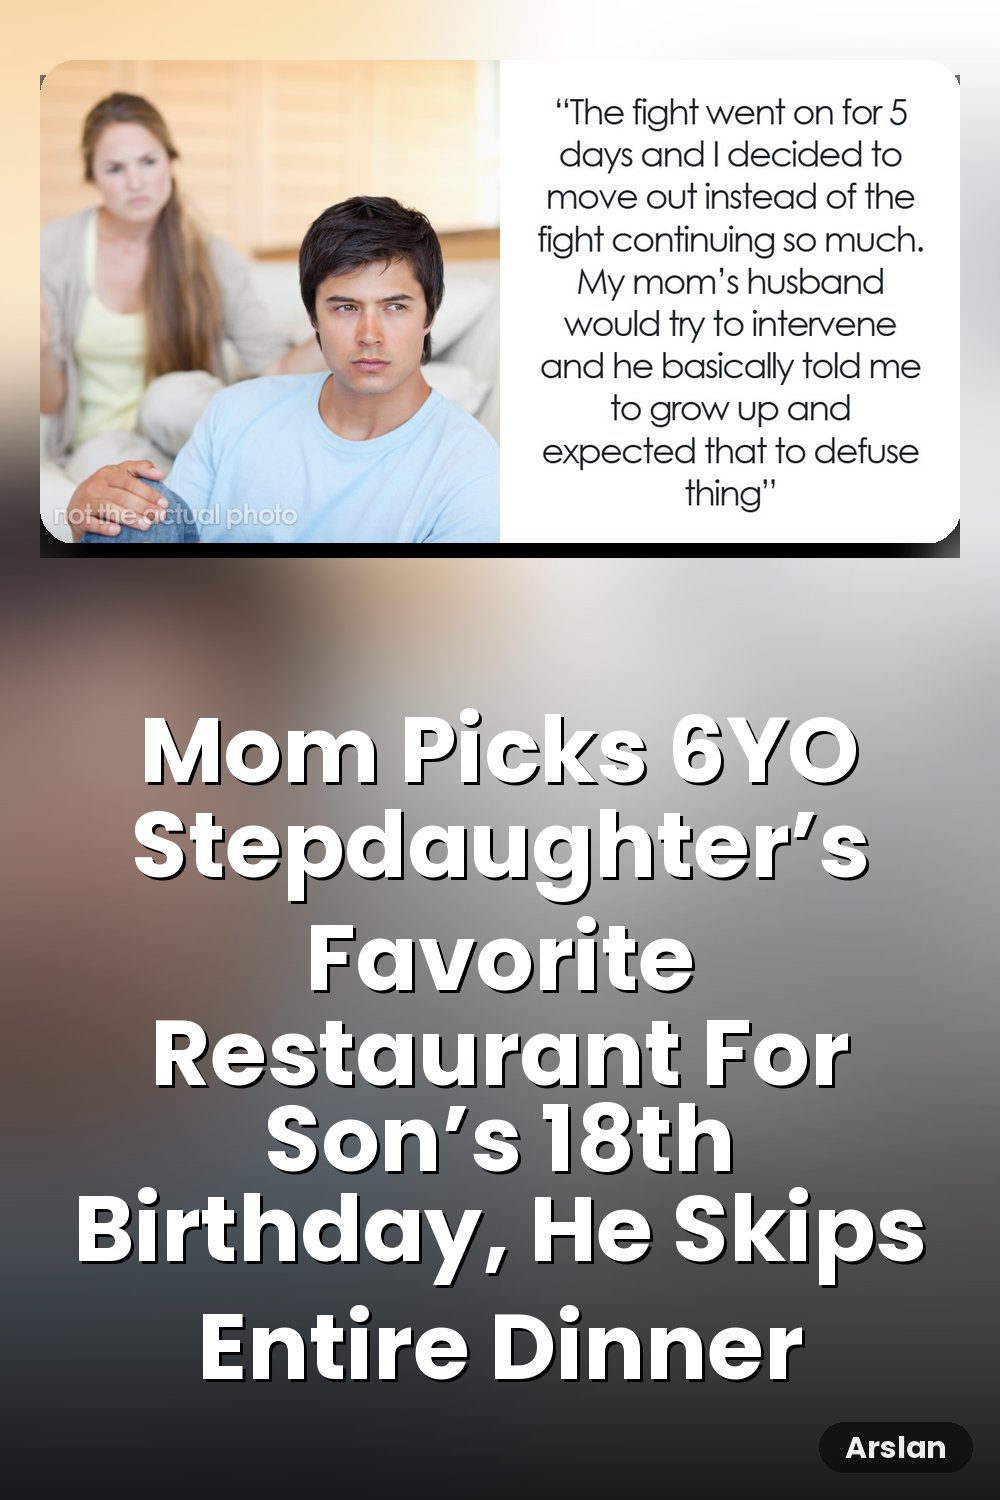 “The fight went on for 5
days and I decided to
move out instead of the
fight continuing so much.
My mom’s husband
would try to intervene
and he basically told me
to grow up and
expected that to defuse
thing”
not the actual photo
Mom Picks 6YO
Stepdaughter’s
Favorite
Restaurant For
Son’s 18th
Birthday, He Skips
Entire Dinner
Arslan